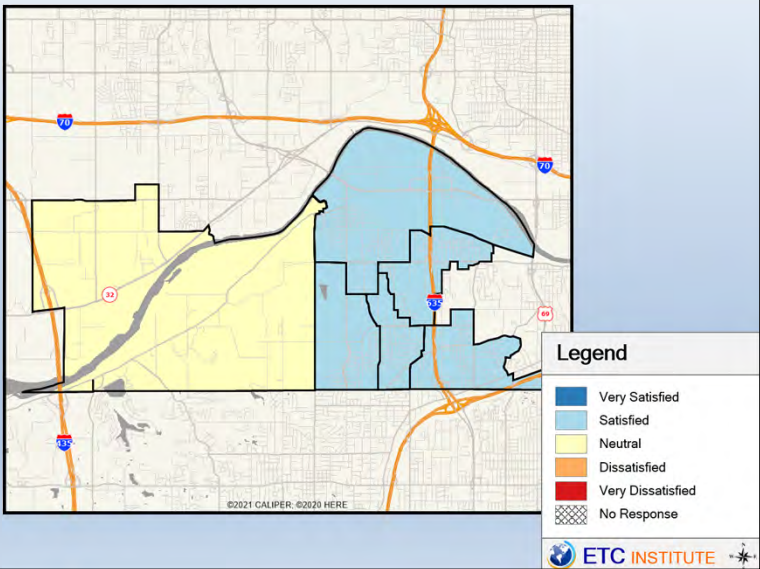 70
70
32
635
69
435
©2021 CALIPER; ©2020 HERE
Legend
Very Satisfied
Satisfied
Neutral
Dissatisfied
Very Dissatisfied
No Response
ETC INSTITUTE